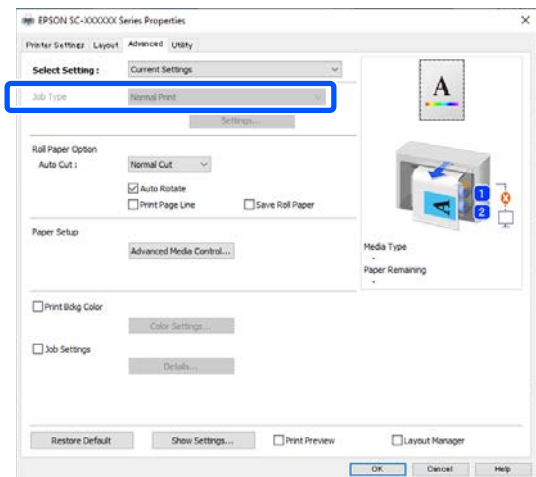 EPSON SC-XXXXXX Series Properties
Printer Settings Layout Advanced Utility
Select Setting : Current Settings
Job Type Normal Print
Settings...
Roll Paper Option
Auto Cut : Normal Cut
Auto Rotate
Print Page Line Save Roll Paper
Paper Setup
Advanced Media Control...
Print Bdkg Color
Color Settings...
Job Settings
Details...
A
A
1
2
Media Type
-
Paper Remaining
-
Restore Default Show Settings... Print Preview Layout Manager
OK Cancel Help